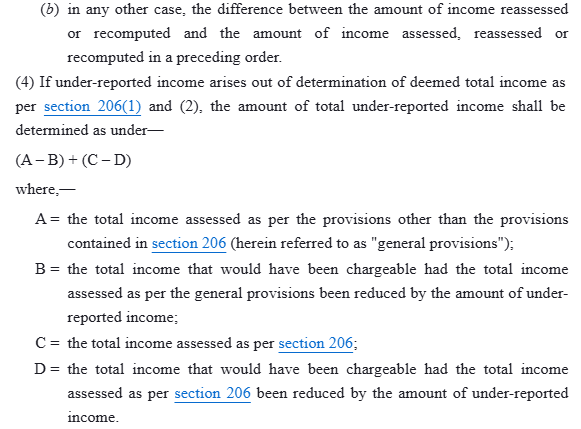 (b) in any other case, the difference between the amount of income reassessed
or recomputed and the amount of income assessed, reassessed or
recomputed in a preceding order.
(4) If under-reported income arises out of determination of deemed total income as
per section 206(1) and (2), the amount of total under-reported income shall be
determined as under—
(A – B) + (C – D)
where,—
A = the total income assessed as per the provisions other than the provisions
contained in section 206 (herein referred to as "general provisions");
B = the total income that would have been chargeable had the total income
assessed as per the general provisions been reduced by the amount of under-
reported income;
C = the total income assessed as per section 206;
D = the total income that would have been chargeable had the total income
assessed as per section 206 been reduced by the amount of under-reported
income.